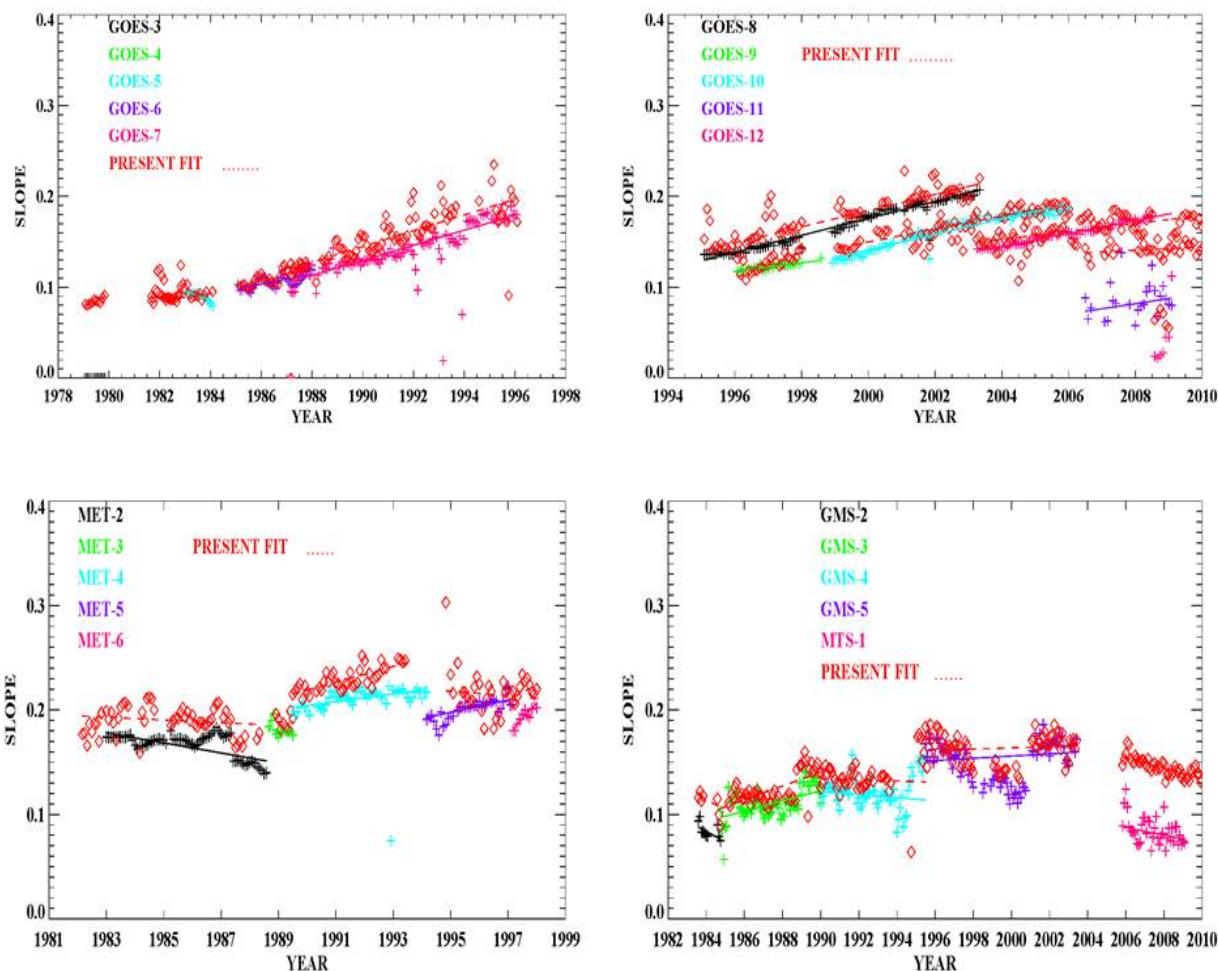 0.4
0.3
0.2
0.1
0.0
SLOPE
GOES-3
GOES-4
GOES-5
GOES-6
GOES-7
PRESENT FIT ........
1978 1980 1982 1984 1986 1988 1990 1992 1994 1996 1998
YEAR
0.4
0.3
0.2
0.1
0.0
SLOPE
GOES-8
GOES-9 PRESENT FIT .........
GOES-10
GOES-11
GOES-12
1994 1996 1998 2000 2002 2004 2006 2008 2010
YEAR
0.4
0.3
0.2
0.1
0.0
SLOPE
MET-2
MET-3 PRESENT FIT .....
MET-4
MET-5
MET-6
1981 1983 1985 1987 1989 1991 1993 1995 1997 1999
YEAR
0.4
0.3
0.2
0.1
0.0
SLOPE
GMS-2
GMS-3
GMS-4
GMS-5
MTS-1
PRESENT FIT .....
1982 1984 1986 1988 1990 1992 1994 1996 1998 2000 2002 2004 2006 2008 2010
YEAR